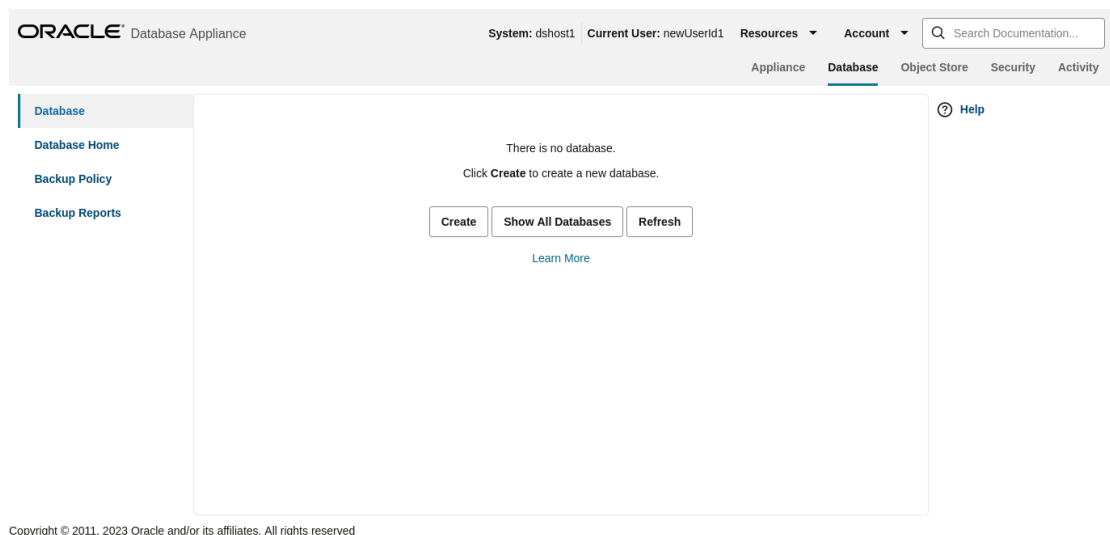 ORACLE® Database Appliance
System: dshost1 Current User: newUserId1 Resources Account Search Documentation...
Appliance Database Object Store Security Activity
Database
Database Home
Backup Policy
Backup Reports
There is no database.
Click Create to create a new database.
Create Show All Databases Refresh
Learn More
Help
Copyright © 2011, 2023 Oracle and/or its affiliates. All rights reserved